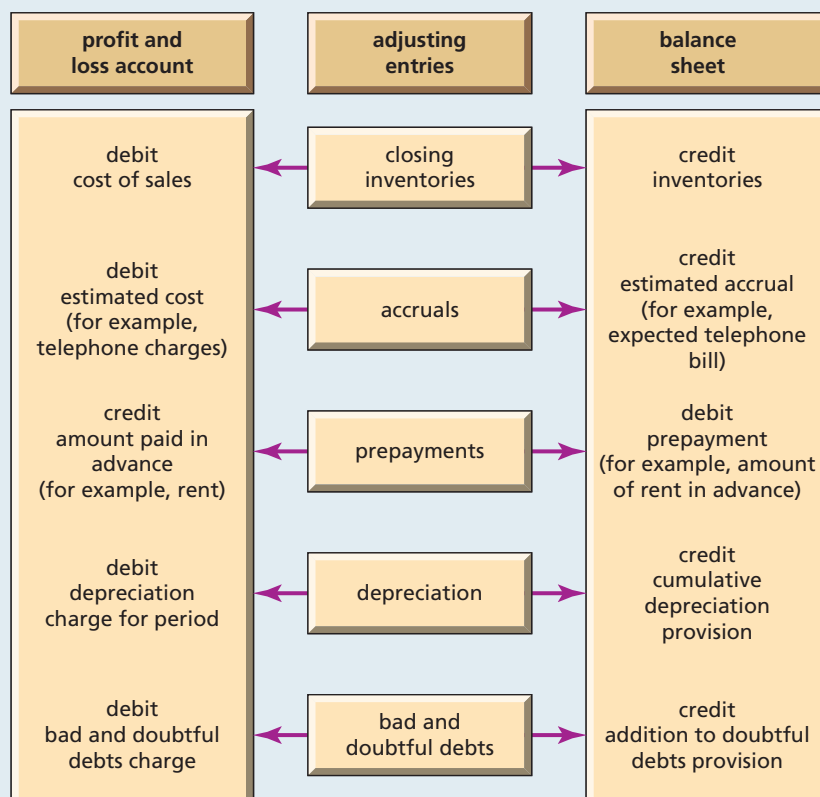 profit and
loss account
adjusting
entries
balance
sheet
debit
cost of sales
closing
inventories
credit
inventories
debit
estimated cost
(for example,
telephone charges)
accruals
credit
estimated accrual
(for example,
expected telephone
bill)
credit
amount paid in
advance
(for example, rent)
prepayments
debit
prepayment
(for example, amount
of rent in advance)
debit
depreciation
charge for period
depreciation
credit
cumulative
depreciation
provision
debit
bad and doubtful
debts charge
bad and
doubtful debts
credit
addition to doubtful
debts provision